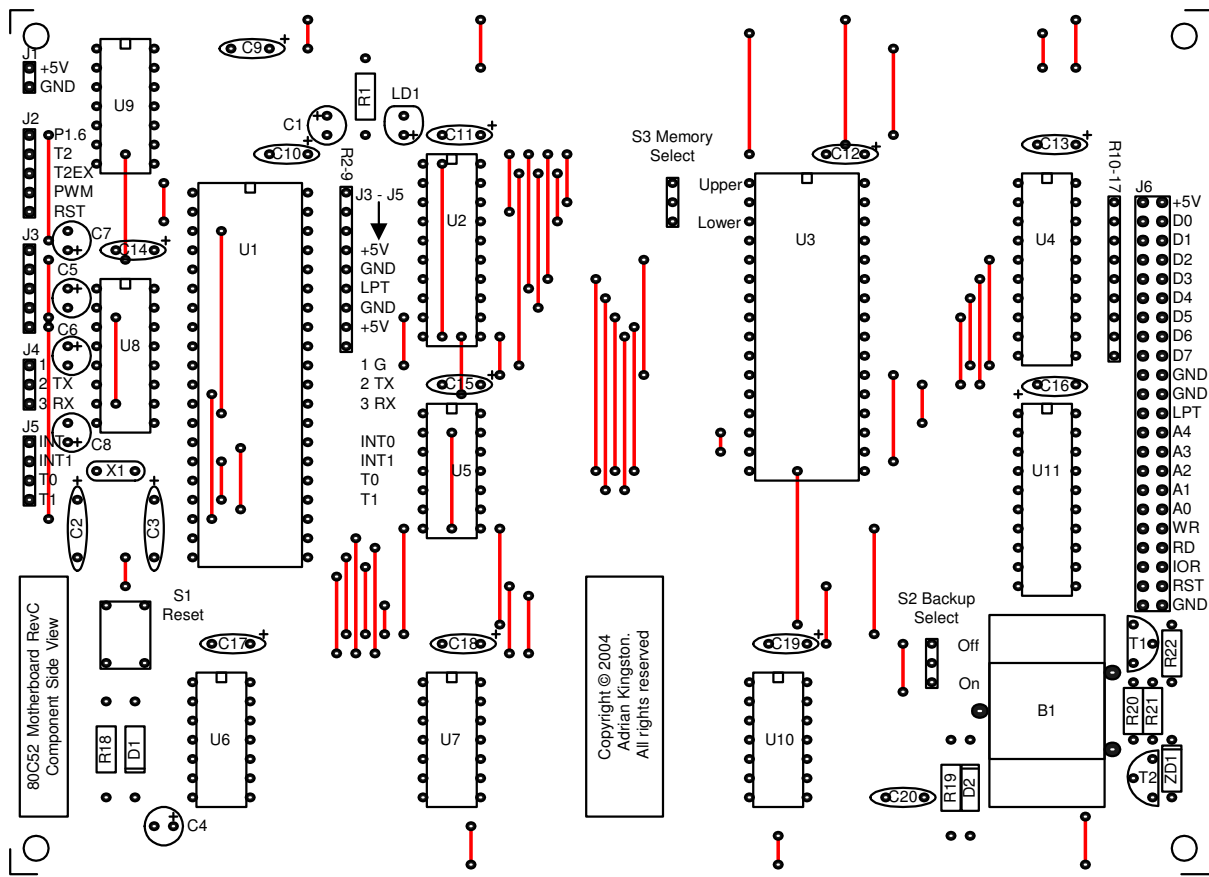 J1
+5V
GND
U9
C9
R1
LD1
C1
C10
C11
J2
P1.6
T2
T2EX
PWM
RST
R2-9
J3 - J5
+5V
GND
LPT
GND
+5V
1 G
2 TX
3 RX
INT0
INT1
T0
T1
U1
U2
C7
C14
J3
C5
C6
U8
J4
1
2 TX
3 RX
C8
J5
INT
INT1
T0
T1
X1
C2
C3
C15
U5
S3 Memory
Select
Upper
Lower
C12
U3
C13
U4
R10-17
C16
U11
J6
+5V
D0
D1
D2
D3
D4
D5
D6
D7
GND
GND
LPT
A4
A3
A2
A1
A0
WR
RD
IOR
RST
GND
80C52 Motherboard RevC
Component Side View
S1
Reset
R18
D1
C4
C17
U6
C18
U7
Copyright © 2004
Adrian Kingston.
All rights reserved
C19
U10
S2 Backup
Select
Off
On
C20
R19
D2
B1
T1
R22
R20
R21
T2
ZD1